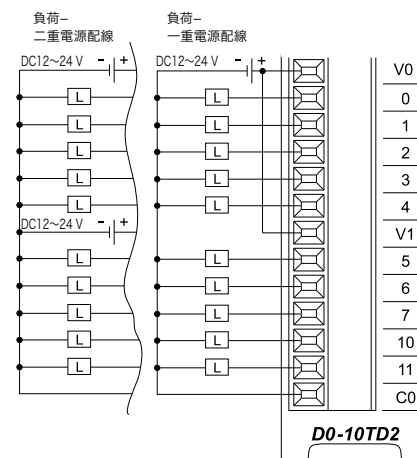 負荷–
二重電源配線
負荷–
一重電源配線
DC12～24 V - +
DC12～24 V - +
V0
L L 0
L L 1
L L 2
L L 3
L L 4
DC12～24 V - +
V1
L L 5
L L 6
L L 7
L L 10
L L 11
C0
D0-10TD2